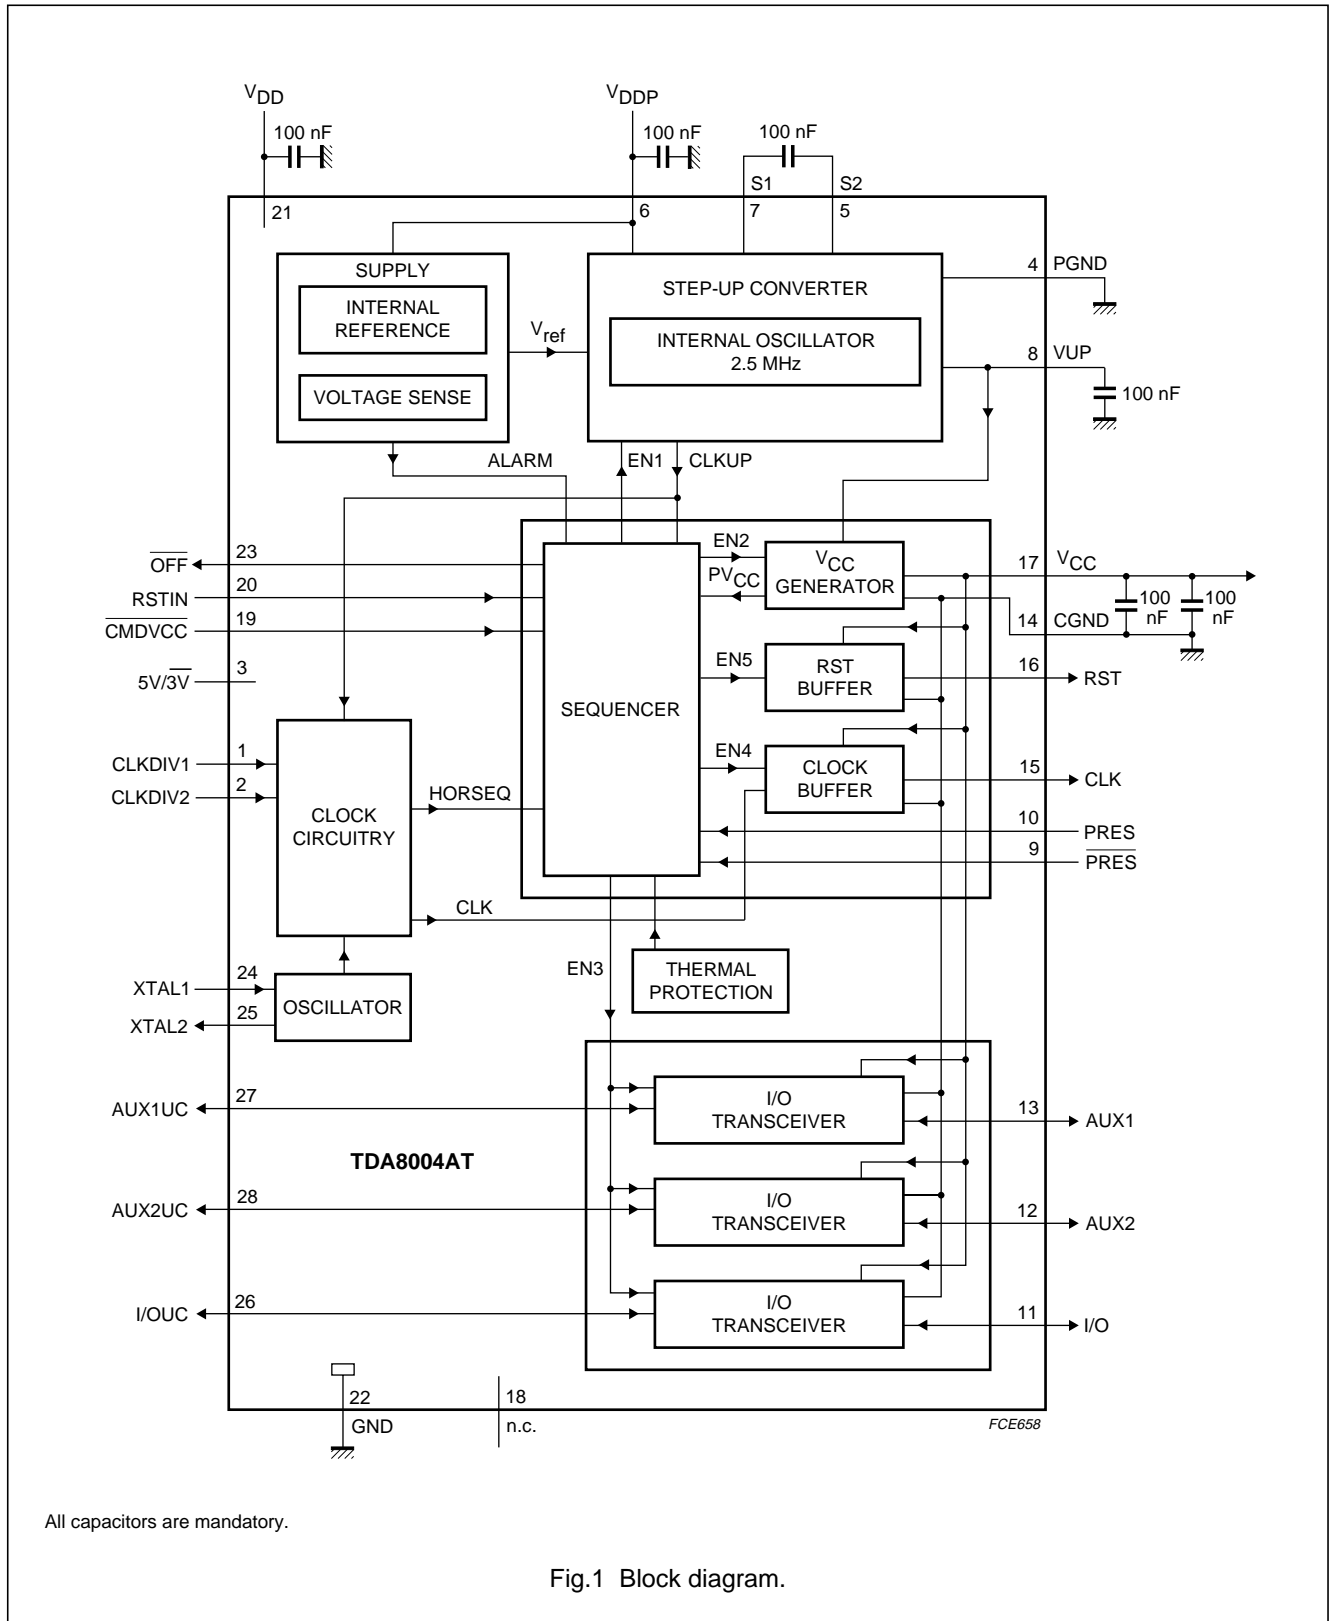 VDD
VDDP
100 nF
100 nF
100 nF
S1
S2
21
6
7
5
SUPPLY
INTERNAL
REFERENCE
VOLTAGE SENSE
Vref
STEP-UP CONVERTER
INTERNAL OSCILLATOR
2.5 MHz
4
PGND
8
VUP
100 nF
ALARM
EN1
CLKUP
OFF
23
RSTIN
20
CMDVCC
19
5V/3V
3
CLKDIV1
1
CLKDIV2
2
SEQUENCER
EN2
PVCC
VCC
GENERATOR
17
VCC
100
nF
100
nF
14
CGND
EN5
RST
BUFFER
16
RST
EN4
CLOCK
BUFFER
15
CLK
10
PRES
9
PRES
CLOCK
CIRCUITRY
HORSEQ
CLK
EN3
THERMAL
PROTECTION
XTAL1
24
XTAL2
25
OSCILLATOR
AUX1UC
27
I/O
TRANSCEIVER
13
AUX1
TDA8004AT
AUX2UC
28
I/O
TRANSCEIVER
12
AUX2
I/OUC
26
I/O
TRANSCEIVER
11
I/O
22
GND
18
n.c.
FCE658
All capacitors are mandatory.
Fig.1 Block diagram.